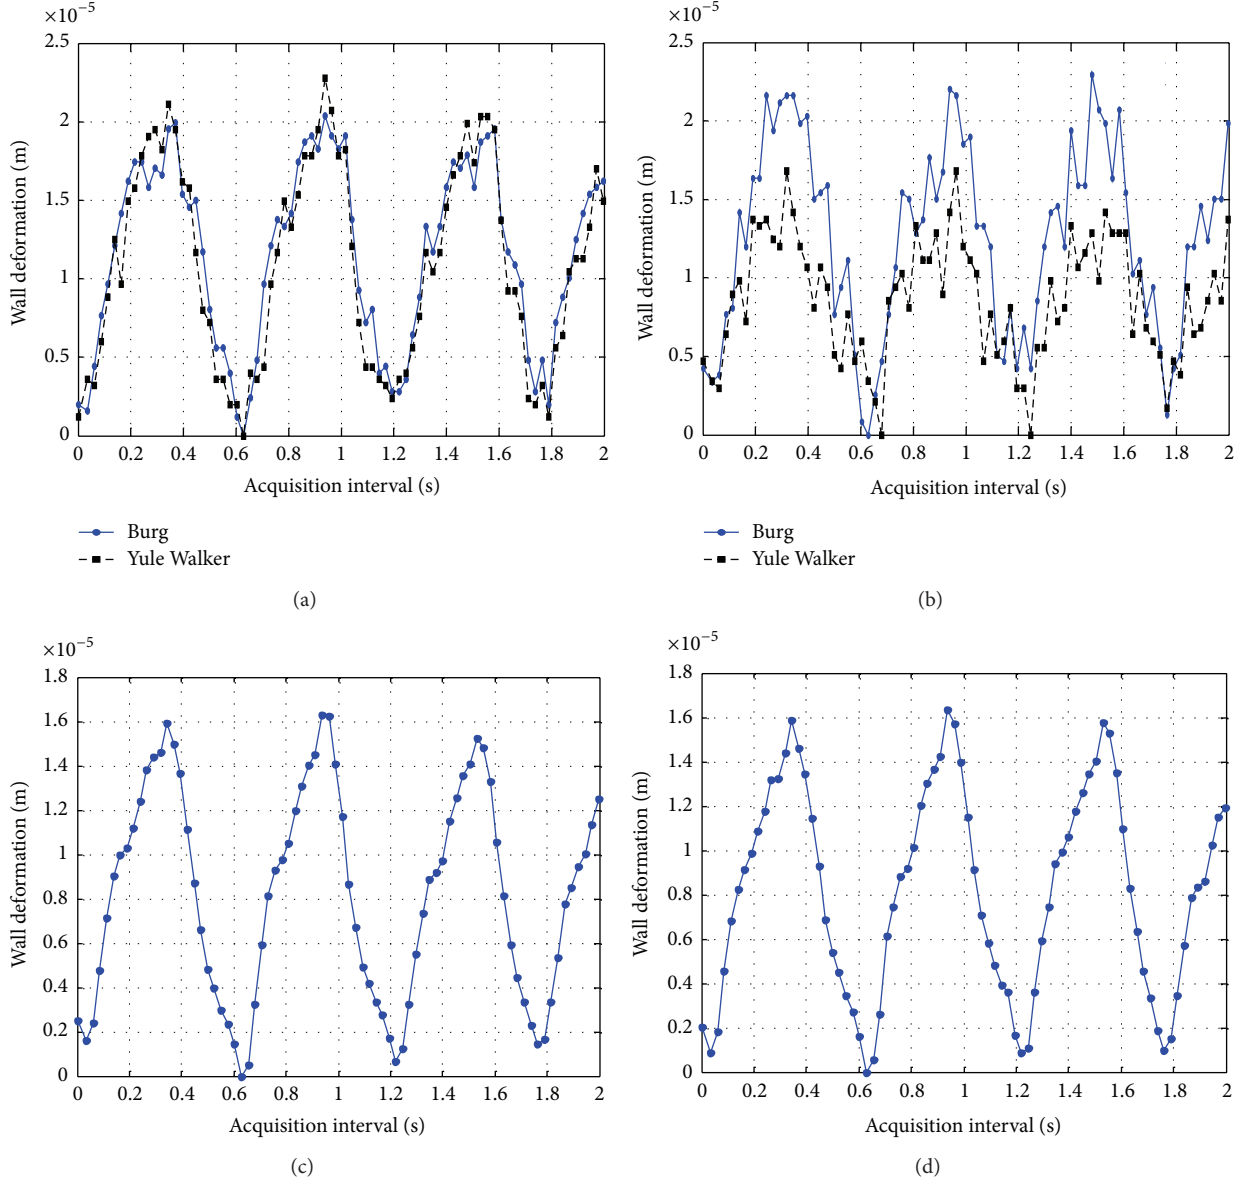 ×10⁻⁵
2.5
2
1.5
1
0.5
0
Wall deformation (m)
0 0.2 0.4 0.6 0.8 1 1.2 1.4 1.6 1.8 2
Acquisition interval (s)
Burg
Yule Walker
(a)
×10⁻⁵
2.5
2
1.5
1
0.5
0
Wall deformation (m)
0 0.2 0.4 0.6 0.8 1 1.2 1.4 1.6 1.8 2
Acquisition interval (s)
Burg
Yule Walker
(b)
×10⁻⁵
1.8
1.6
1.4
1.2
1
0.8
0.6
0.4
0.2
0
Wall deformation (m)
0 0.2 0.4 0.6 0.8 1 1.2 1.4 1.6 1.8 2
Acquisition interval (s)
(c)
×10⁻⁵
1.8
1.6
1.4
1.2
1
0.8
0.6
0.4
0.2
0
Wall deformation (m)
0 0.2 0.4 0.6 0.8 1 1.2 1.4 1.6 1.8 2
Acquisition interval (s)
(d)